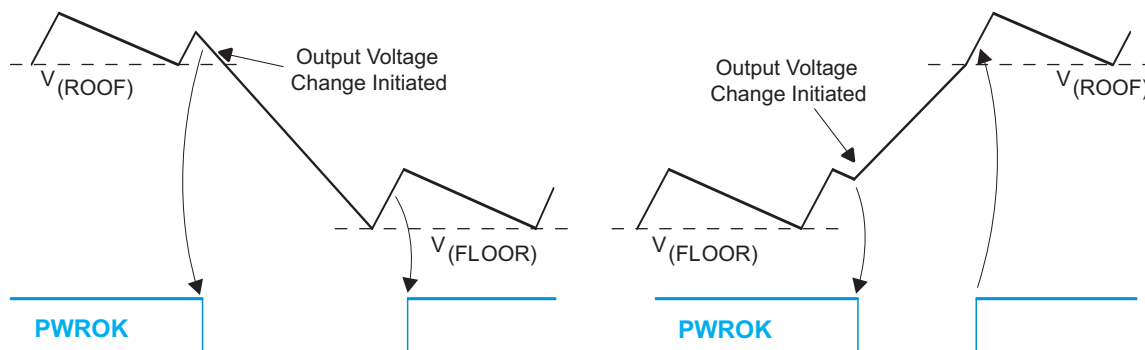 Output Voltage
Change Initiated
V(ROOF)
V(FLOOR)
PWROK
Output Voltage
Change Initiated
V(ROOF)
V(FLOOR)
PWROK